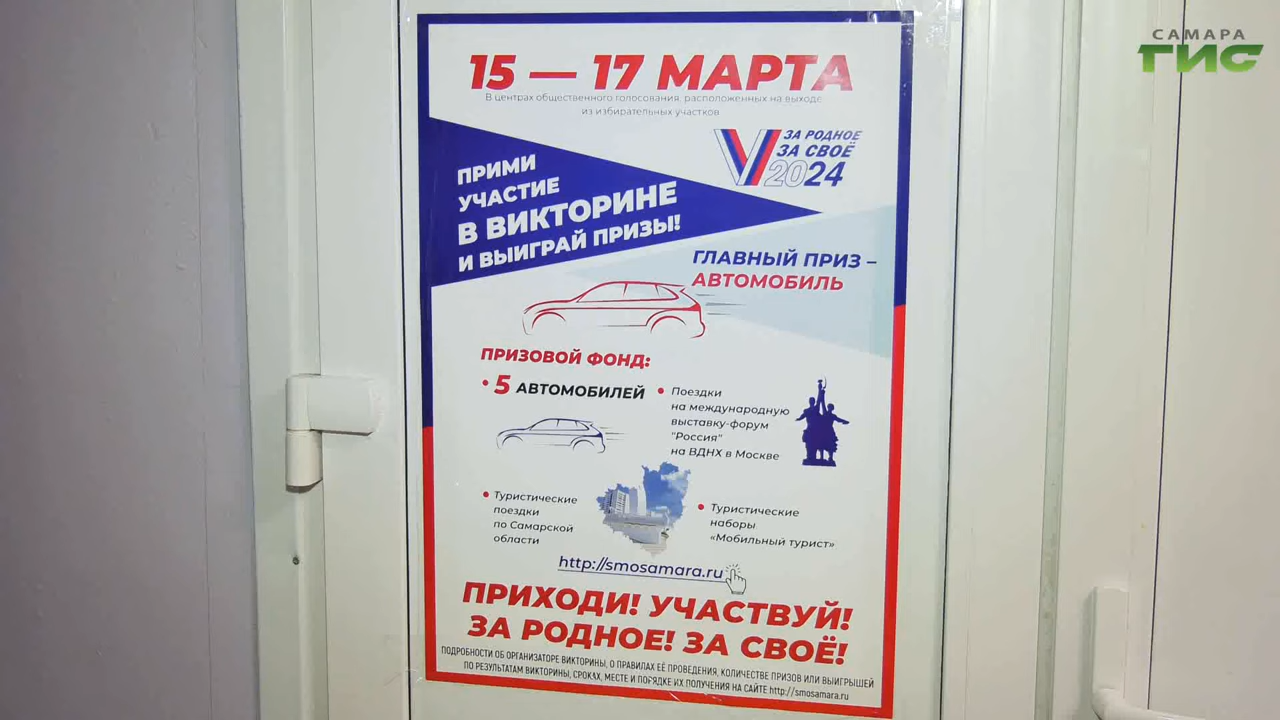 САМАРА
ГИС
15 — 17 МАРТА
В центрах общественного голосования, расположенных на выходе
из избирательных участков
ЗА РОДНОЕ
ЗА СВОЁ
2024
ПРИМИ
УЧАСТИЕ
В ВИКТОРИНЕ
И ВЫИГРАЙ ПРИЗЫ!
ГЛАВНЫЙ ПРИЗ –
АВТОМОБИЛЬ
ПРИЗОВОЙ ФОНД:
• 5 АВТОМОБИЛЕЙ
• Поездки
на международную
выставку-форум
"Россия"
на ВДНХ в Москве
• Туристические
поездки
по Самарской
области
• Туристические
наборы
«Мобильный турист»
http://smosamara.ru
ПРИХОДИ! УЧАСТВУЙ!
ЗА РОДНОЕ! ЗА СВОЁ!
ПОДРОБНОСТИ ОБ ОРГАНИЗАТОРЕ ВИКТОРИНЫ, О ПРАВИЛАХ ЕЁ ПРОВЕДЕНИЯ, КОЛИЧЕСТВЕ ПРИЗОВ ИЛИ ВЫИГРЫШЕЙ
ПО РЕЗУЛЬТАТАМ ВИКТОРИНЫ, СРОКАХ, МЕСТЕ И ПОРЯДКЕ ИХ ПОЛУЧЕНИЯ НА САЙТЕ http://smosamara.ru